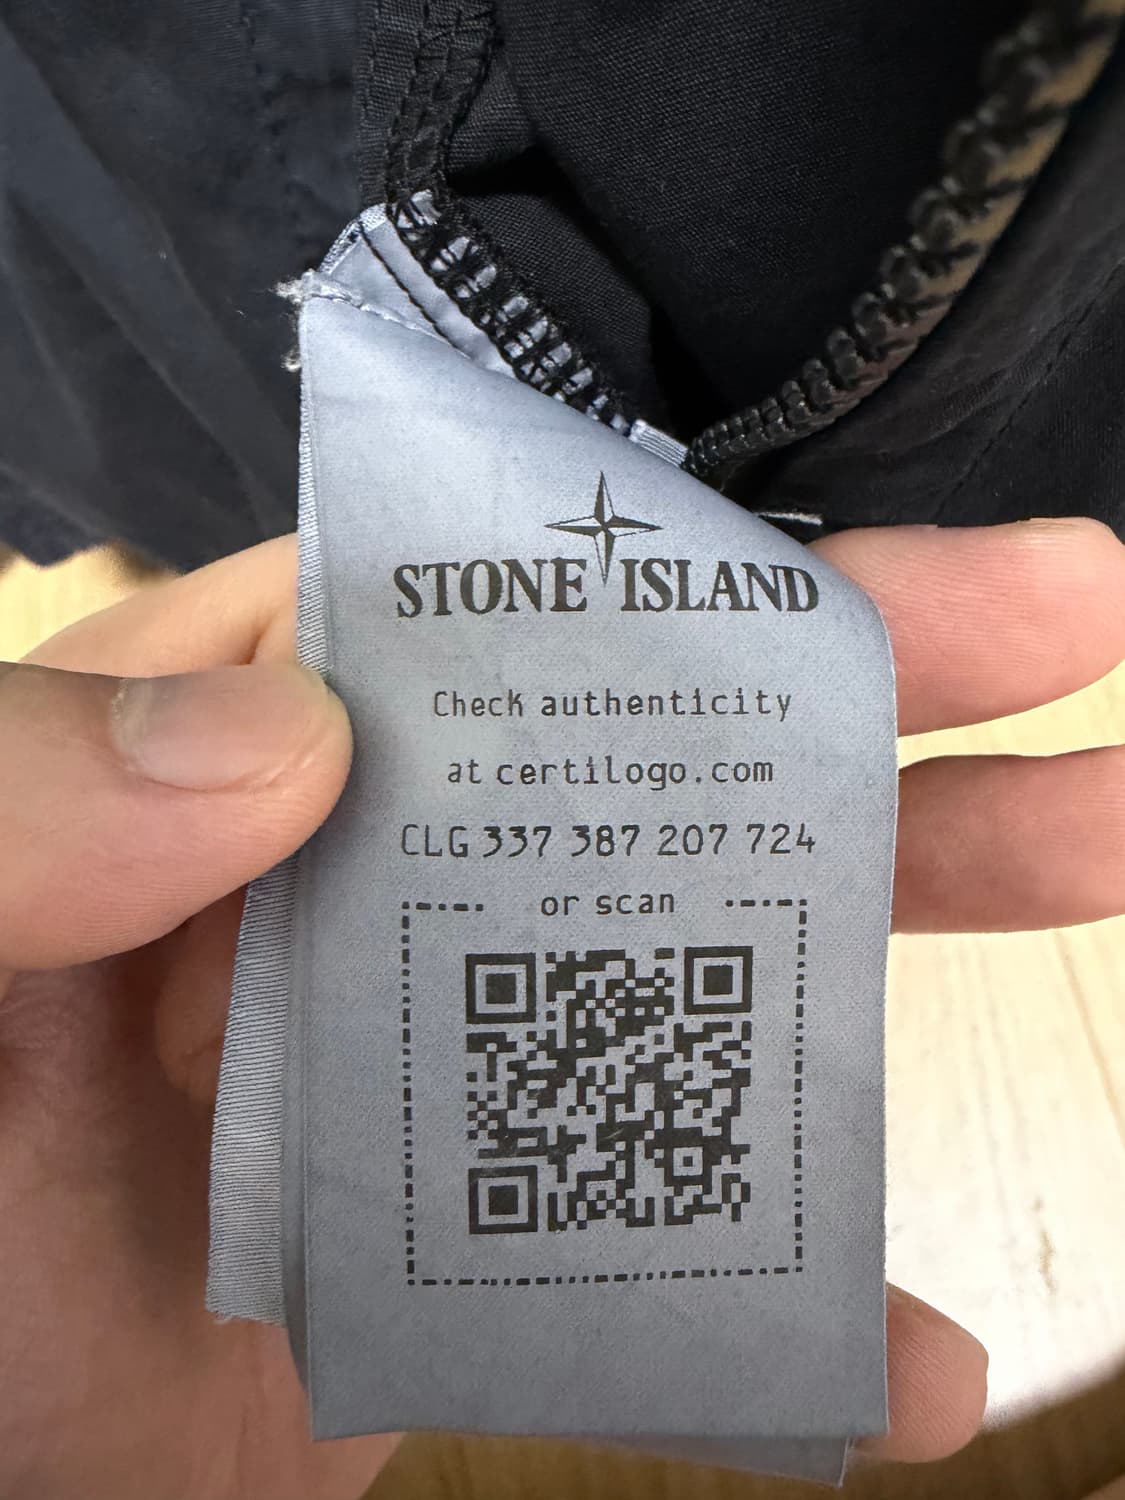 STONE ISLAND
Check authenticity
at certilogo.com
CLG 337 387 207 724
or scan